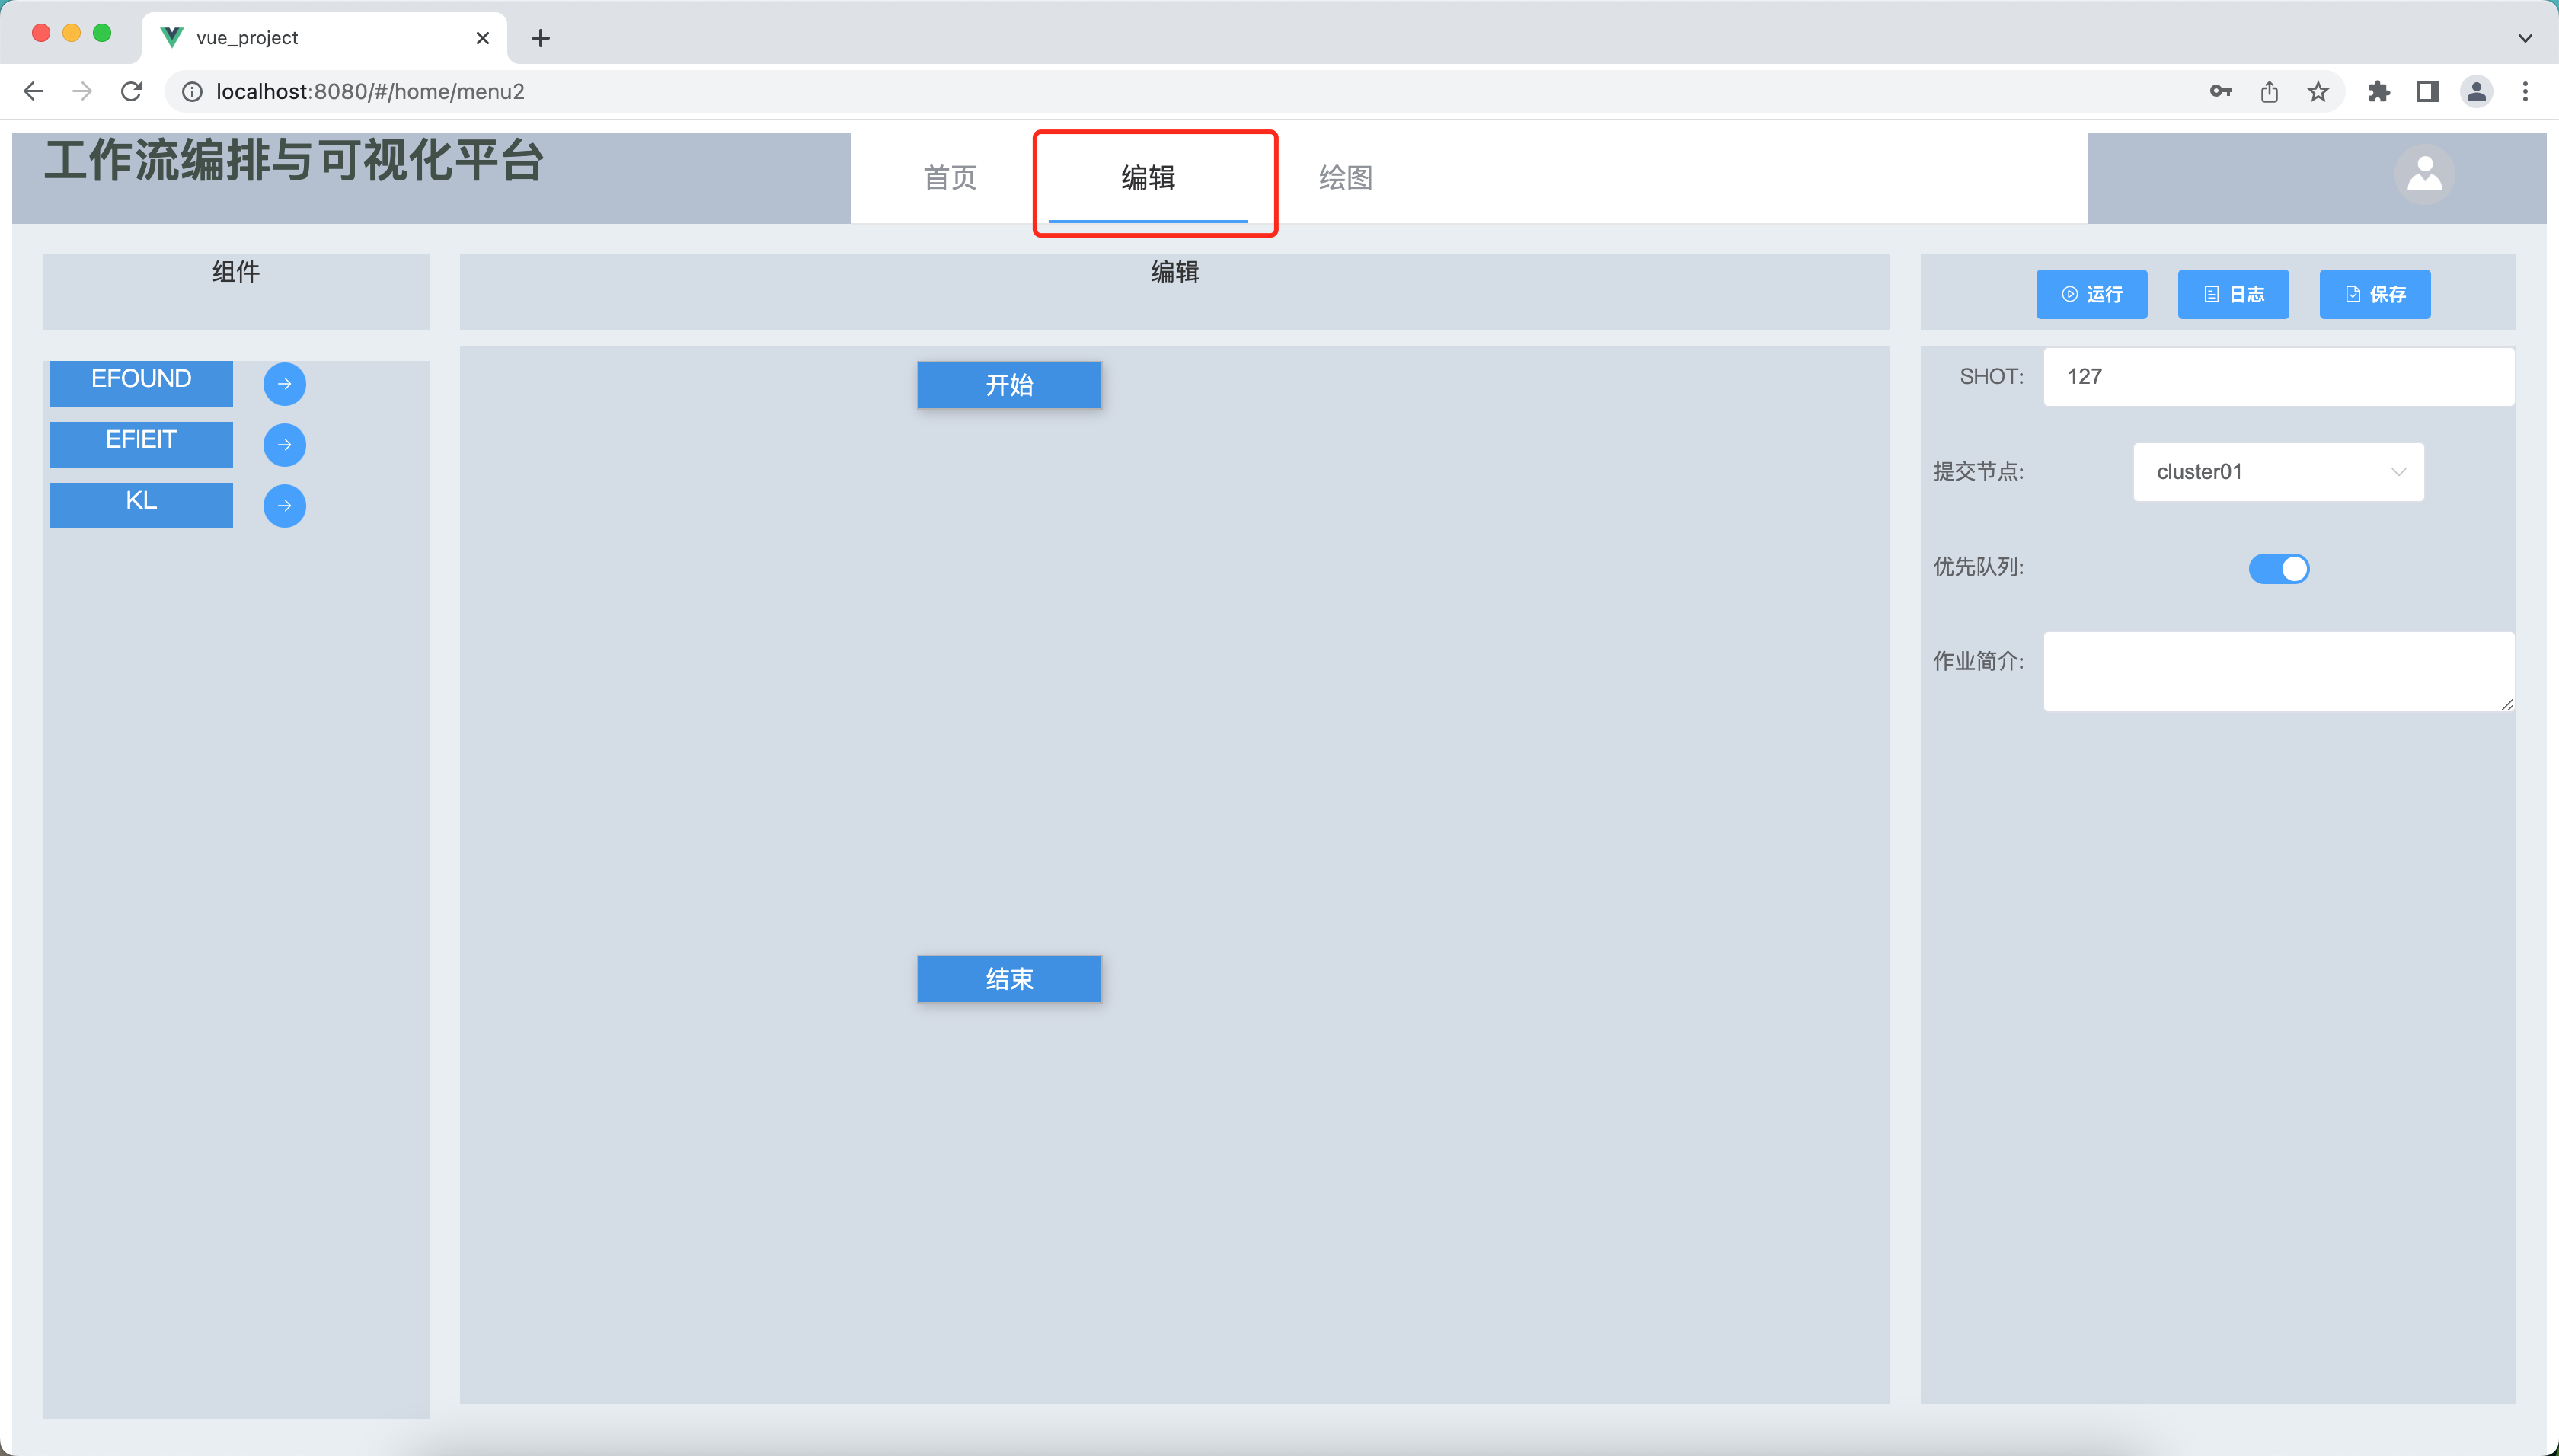 vue_project
localhost:8080/#/home/menu2
工作流编排与可视化平台
首页
编辑
绘图
组件
编辑
运行
日志
保存
EFOUND
EFIEIT
KL
开始
结束
SHOT:
127
提交节点:
cluster01
优先队列:
作业简介: